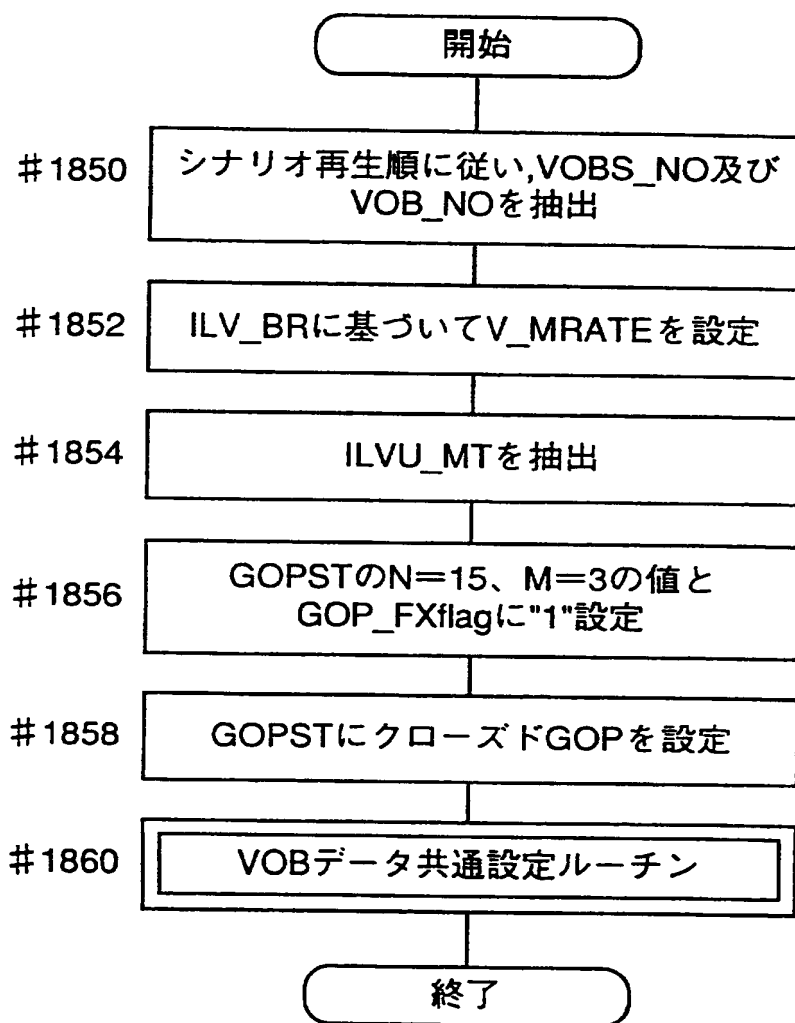 開始
#1850
シナリオ再生順に従い,VOBS_NO及び
VOB_NOを抽出
#1852
ILV_BRに基づいてV_MRATEを設定
#1854
ILVU_MTを抽出
#1856
GOPSTのN=15、M=3の値と
GOP_FXflagに"1"設定
#1858
GOPSTにクローズドGOPを設定
#1860
VOBデータ共通設定ルーチン
終了